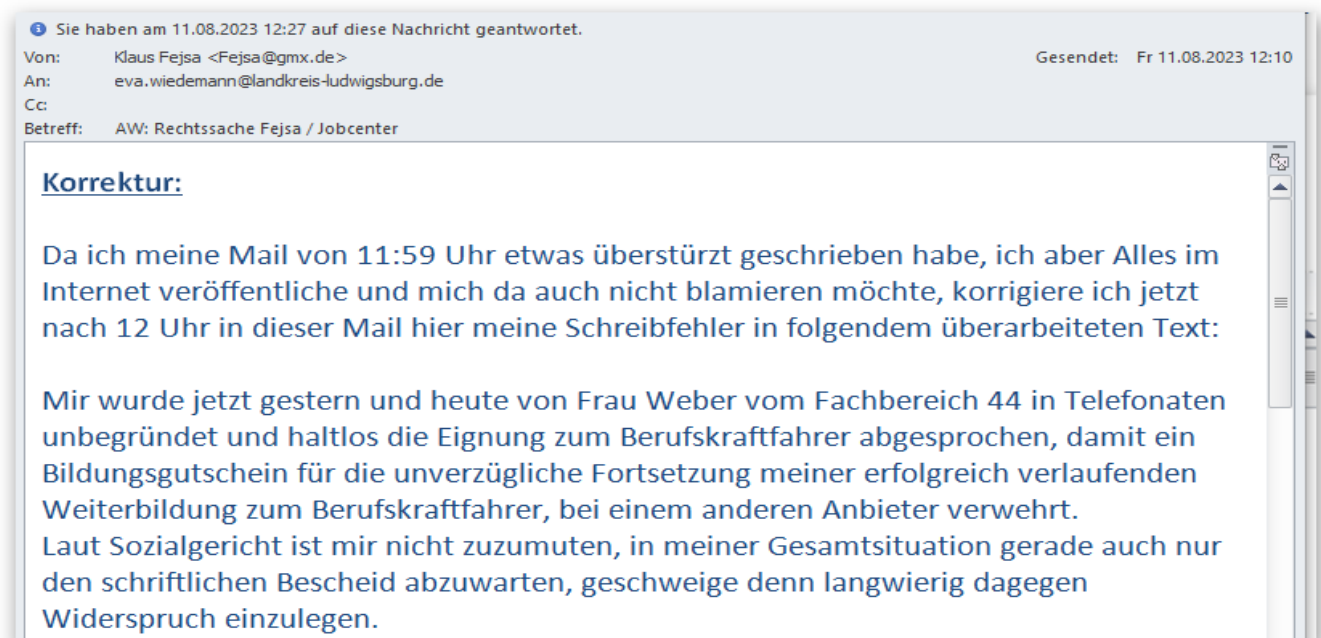 Sie haben am 11.08.2023 12:27 auf diese Nachricht geantwortet.
Von: Klaus Fejsa <Fejsa@gmx.de> Gesendet: Fr 11.08.2023 12:10
An: eva.wiedemann@landkreis-ludwigsburg.de
Cc:
Betreff: AW: Rechtssache Fejsa / Jobcenter
Korrektur:
Da ich meine Mail von 11:59 Uhr etwas überstürzt geschrieben habe, ich aber Alles im
Internet veröffentliche und mich da auch nicht blamieren möchte, korrigiere ich jetzt
nach 12 Uhr in dieser Mail hier meine Schreibfehler in folgendem überarbeiteten Text:
Mir wurde jetzt gestern und heute von Frau Weber vom Fachbereich 44 in Telefonaten
unbegründet und haltlos die Eignung zum Berufskraftfahrer abgesprochen, damit ein
Bildungsgutschein für die unverzügliche Fortsetzung meiner erfolgreich verlaufenden
Weiterbildung zum Berufskraftfahrer, bei einem anderen Anbieter verwehrt.
Laut Sozialgericht ist mir nicht zuzumuten, in meiner Gesamtsituation gerade auch nur
den schriftlichen Bescheid abzuwarten, geschweige denn langwierig dagegen
Widerspruch einzulegen.